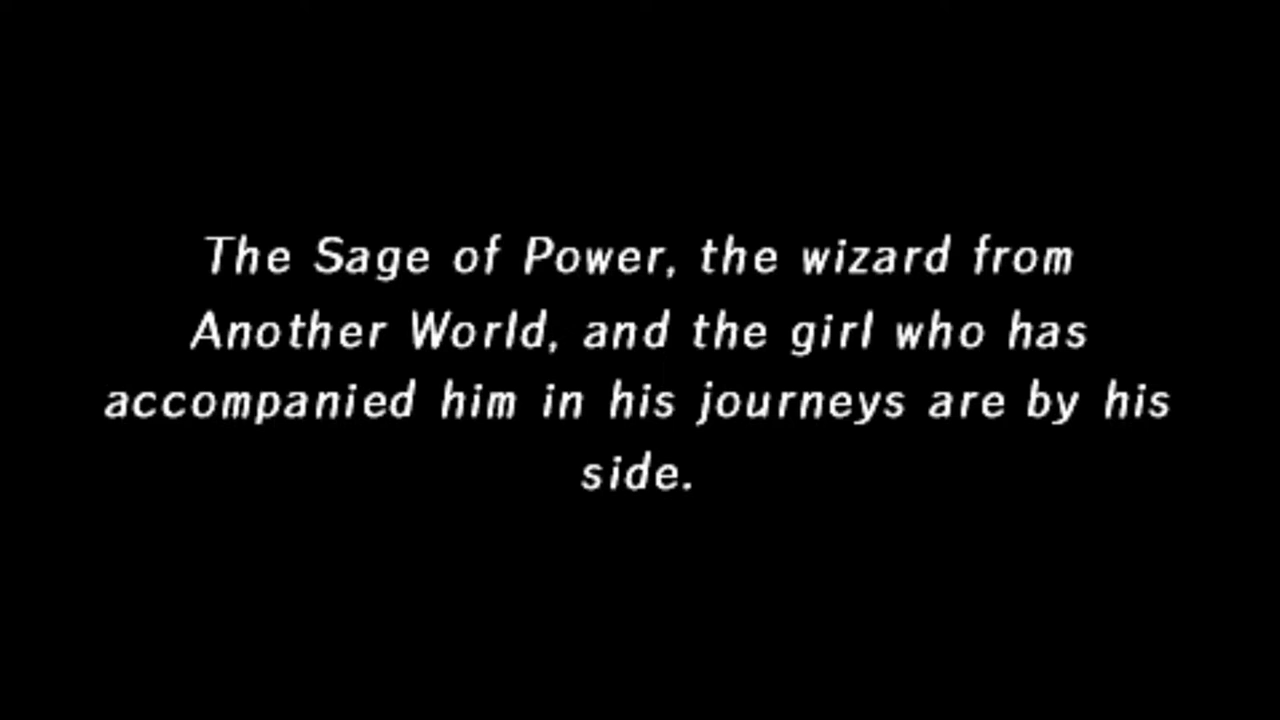 The Sage of Power, the wizard from
Another World, and the girl who has
accompanied him in his journeys are by his
side.